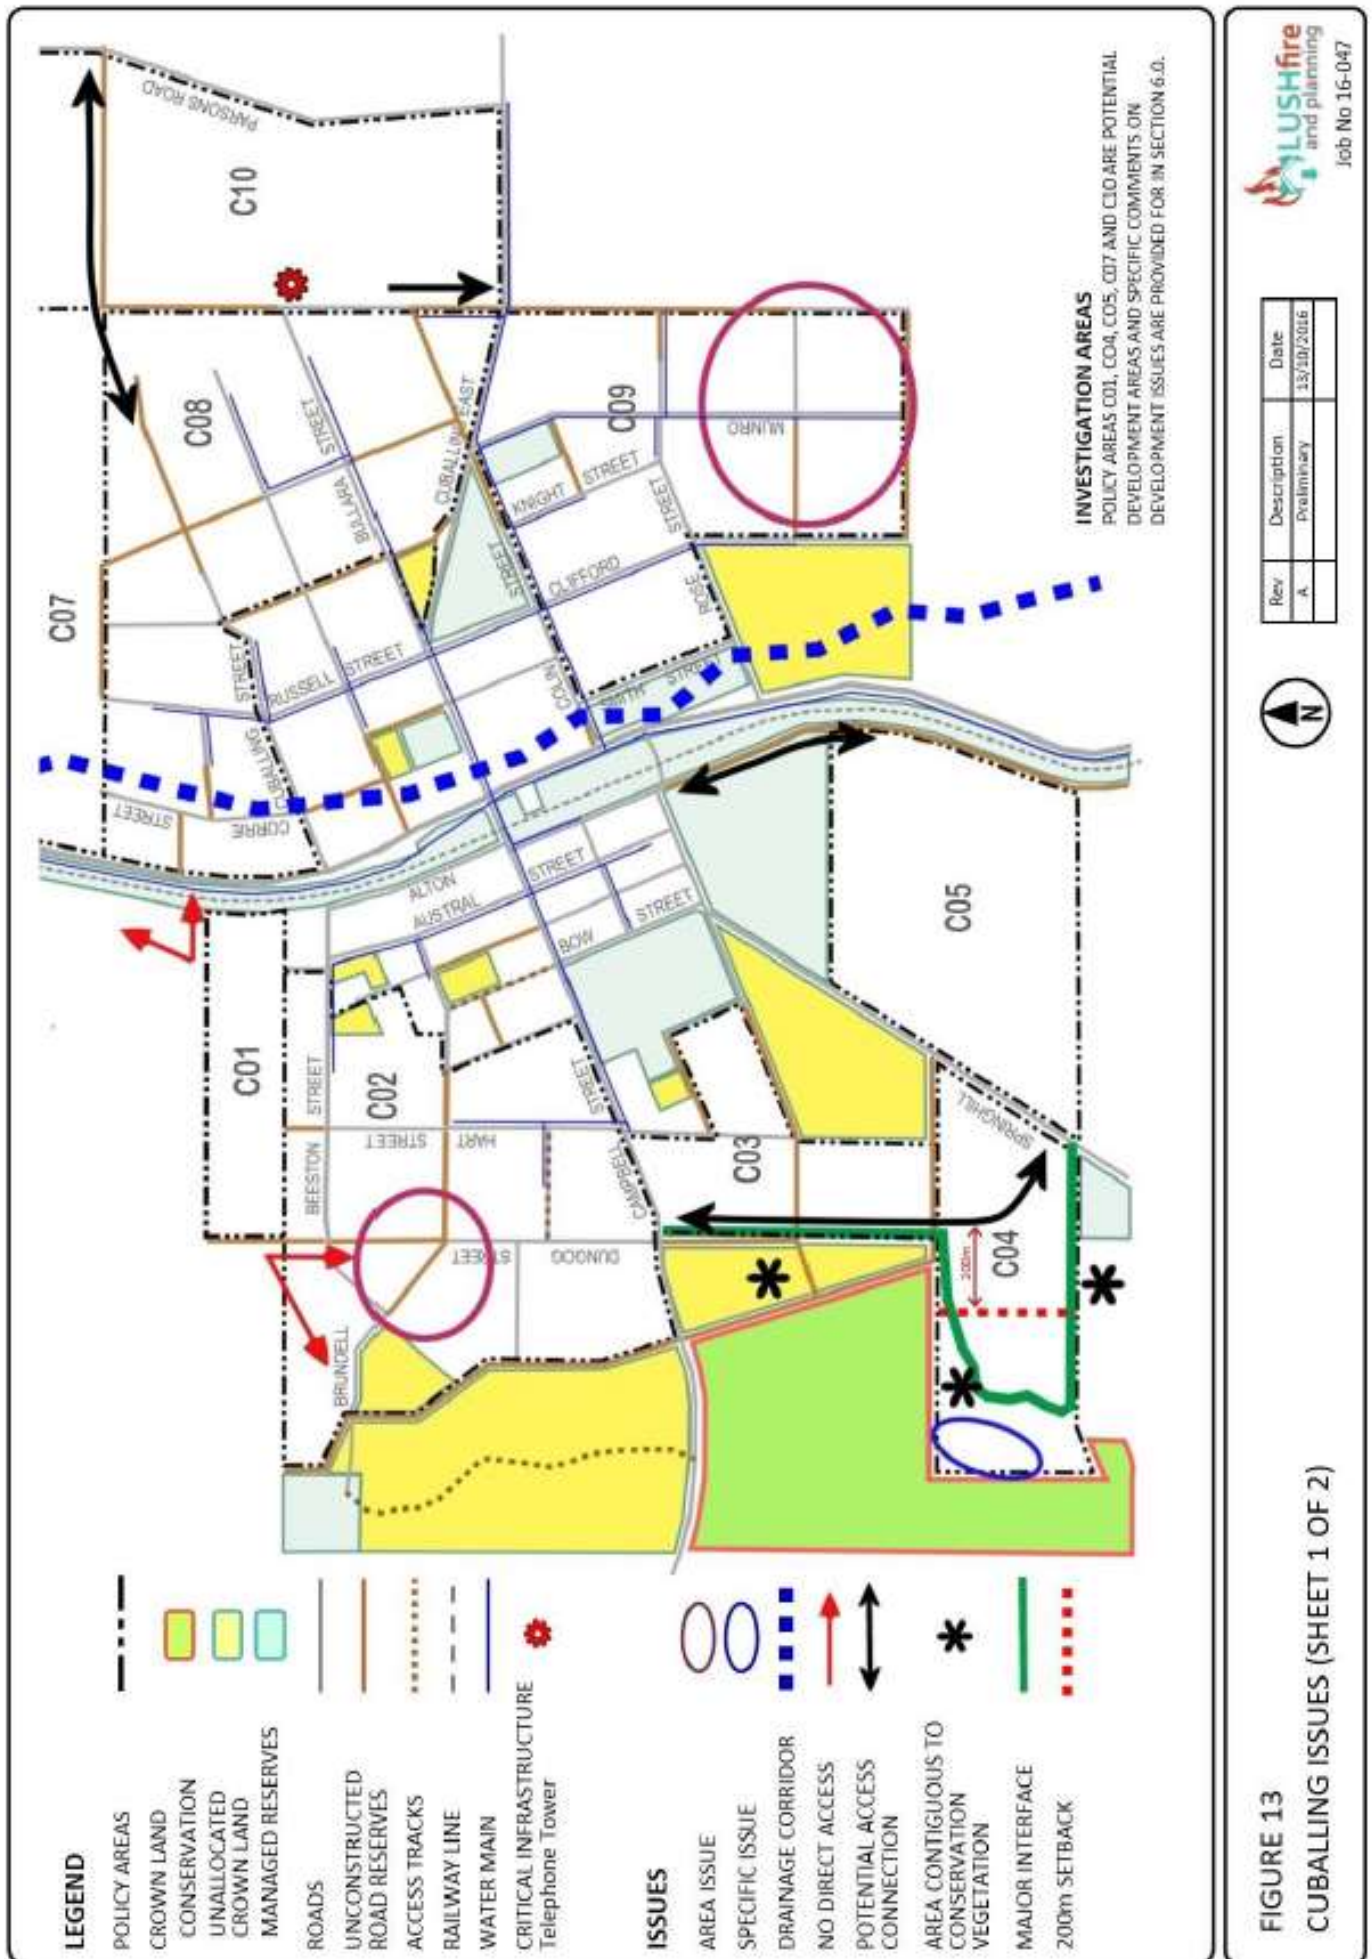 LEGEND
POLICY AREAS
CROWN LAND
CONSERVATION
UNALLOCATED
CROWN LAND
MANAGED RESERVES
ROADS
UNCONSTRUCTED
ROAD RESERVES
ACCESS TRACKS
RAILWAY LINE
WATER MAIN
CRITICAL INFRASTRUCTURE
Telephone Tower
ISSUES
AREA ISSUE
SPECIFIC ISSUE
DRAINAGE CORRIDOR
NO DIRECT ACCESS
POTENTIAL ACCESS
CONNECTION
AREA CONTIGUOUS TO
CONSERVATION
VEGETATION
MAJOR INTERFACE
200m SETBACK
C07
C10
PARSONS ROAD
C08
STREET
BULLARA
CUBALLING EAST
STREET
CUBALLING
RUSSELL
STREET
STREET
CORRIE
C01
BEESTON
STREET
C02
ALTON
AUSTRAL
STREET
BOW
STREET
COLIN
STREET
CLIFFORD
KNIGHT
STREET
C09
MUNRO
ROSE
STREET
SMITH
STREET
BRUNDELL
HART
STREET
DUNGOG
STREET
CAMPBELL
STREET
C03
C05
SPRINGHILL
C04
200m
INVESTIGATION AREAS
POLICY AREAS C01, C04, C05, C07 AND C10 ARE POTENTIAL
DEVELOPMENT AREAS AND SPECIFIC COMMENTS ON
DEVELOPMENT ISSUES ARE PROVIDED FOR IN SECTION 6.0.
FIGURE 13
CUBALLING ISSUES (SHEET 1 OF 2)
N
Rev Description Date
A Preliminary 13/10/2016
LUSHfire
and planning
Job No 16-047